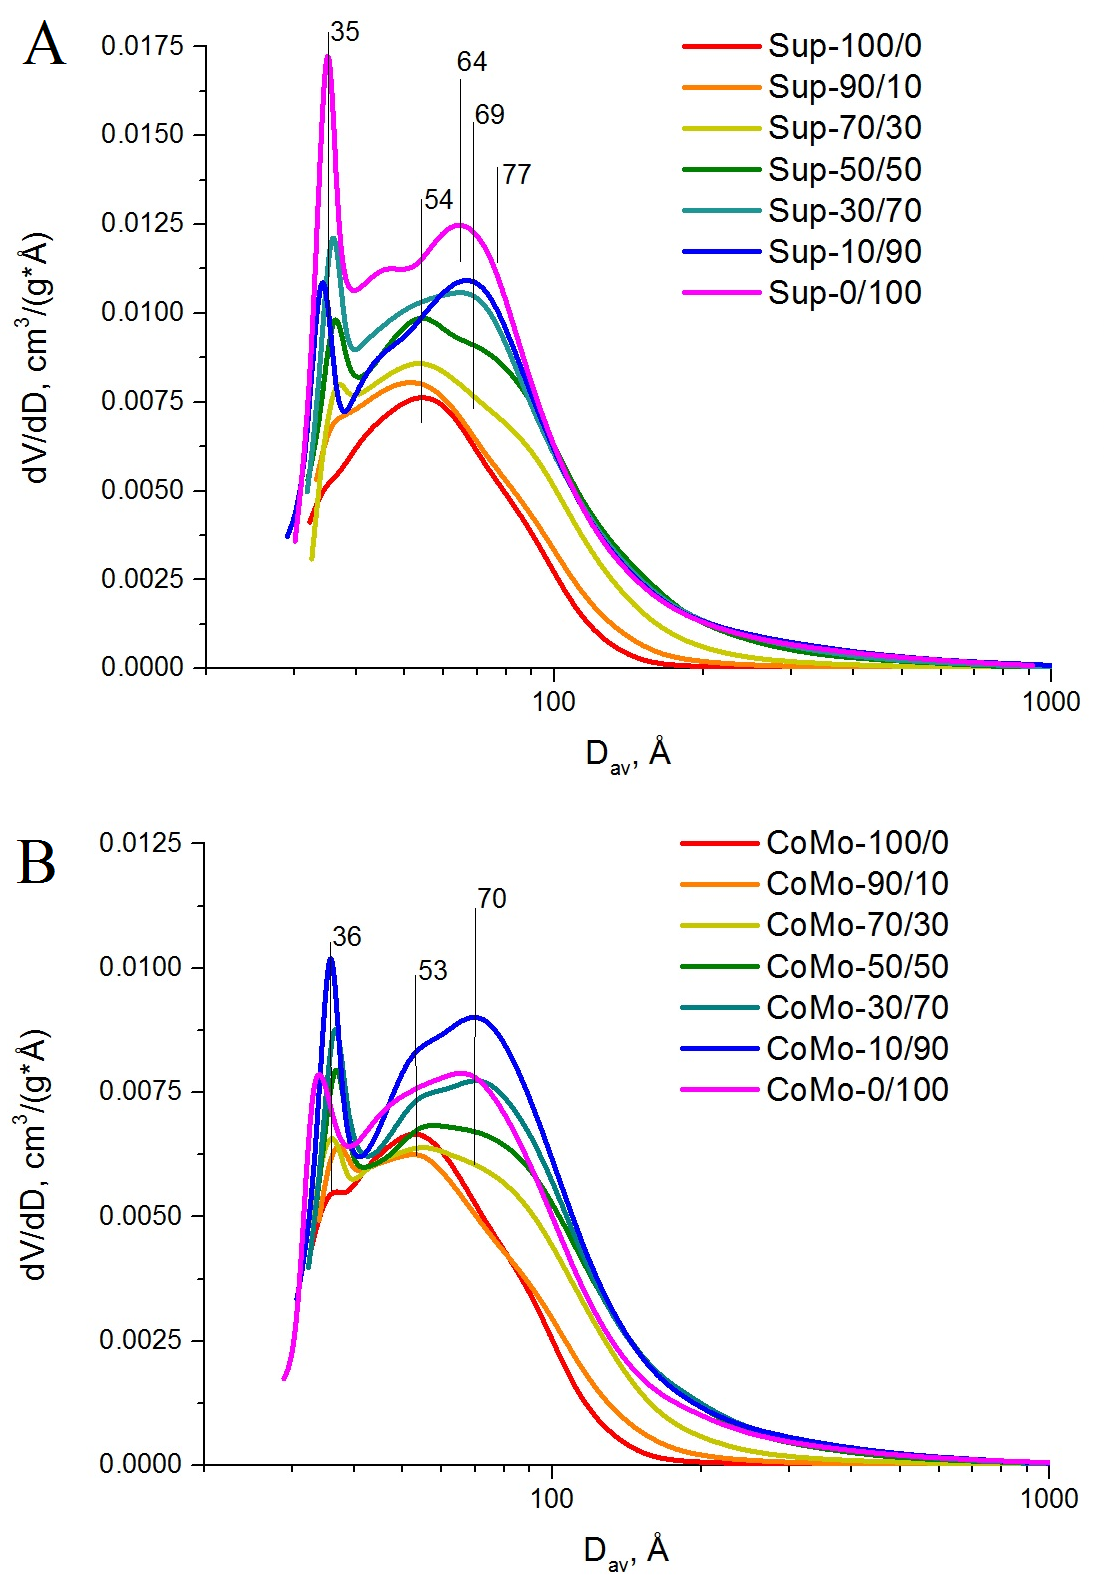 A
35
64
69
77
54
0.0175
0.0150
0.0125
0.0100
0.0075
0.0050
0.0025
0.0000
dV/dD, cm³/(g*Å)
100
1000
D_av, Å
Sup-100/0
Sup-90/10
Sup-70/30
Sup-50/50
Sup-30/70
Sup-10/90
Sup-0/100
B
36
53
70
0.0125
0.0100
0.0075
0.0050
0.0025
0.0000
dV/dD, cm³/(g*Å)
100
1000
D_av, Å
CoMo-100/0
CoMo-90/10
CoMo-70/30
CoMo-50/50
CoMo-30/70
CoMo-10/90
CoMo-0/100